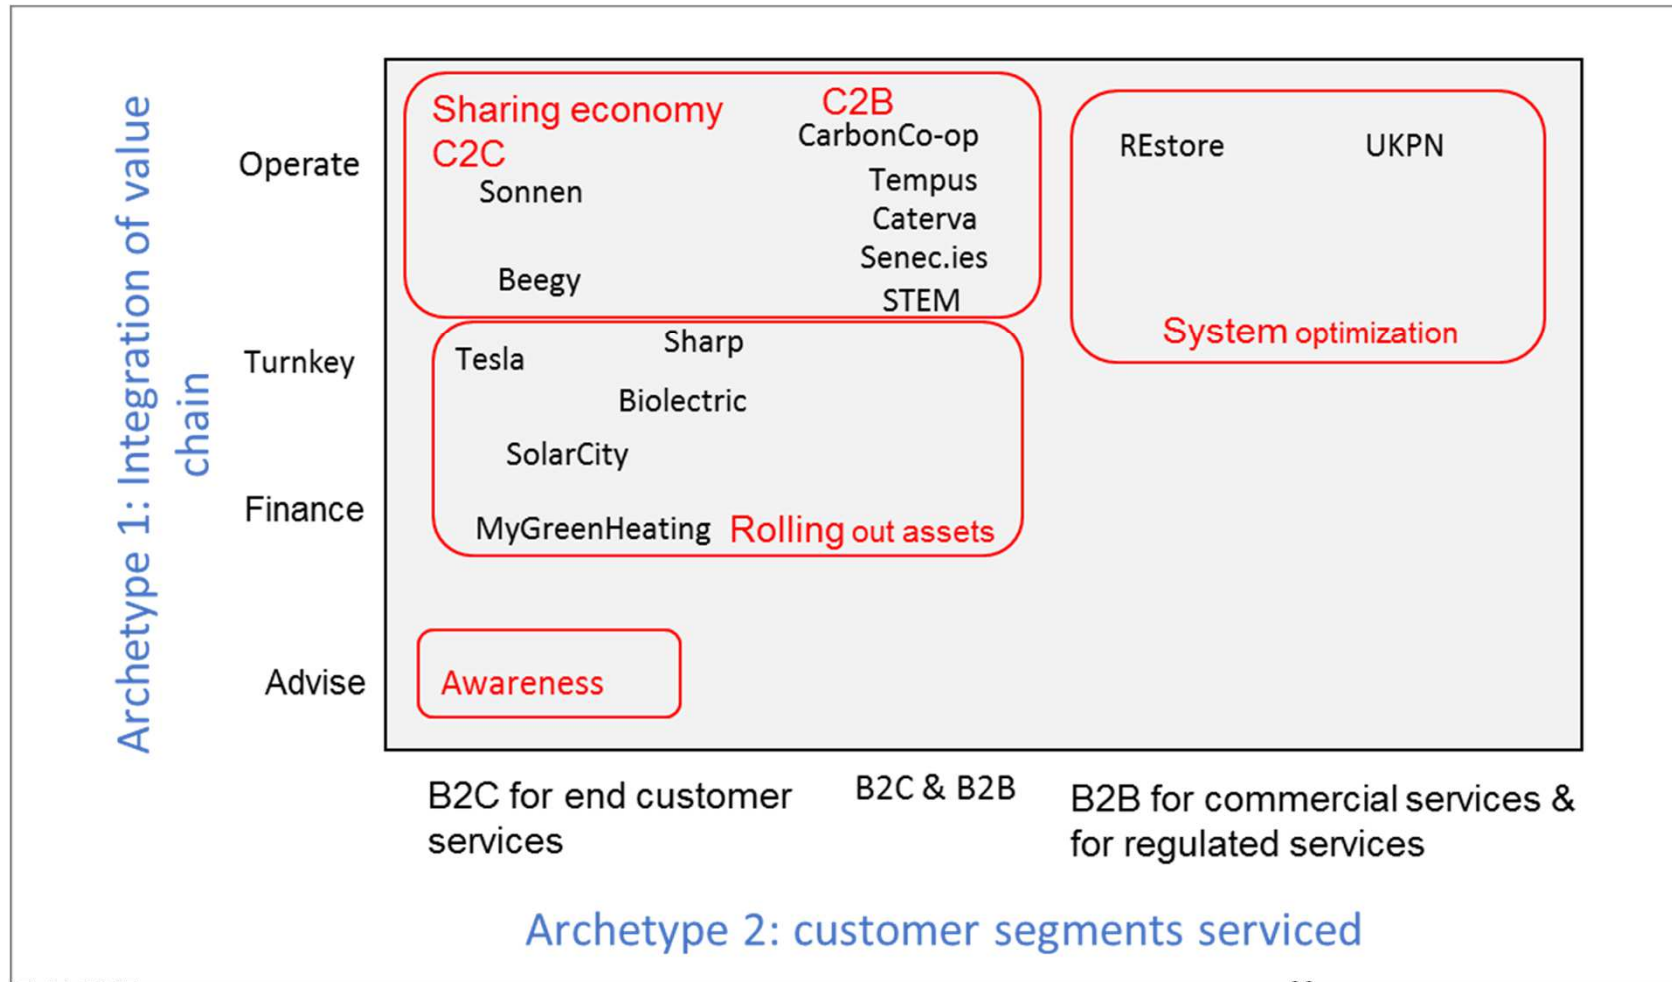 Archetype 1: Integration of value
chain
Operate
Turnkey
Finance
Advise
Sharing economy
C2C
Sonnen
Beegy
C2B
CarbonCo-op
Tempus
Caterva
Senec.ies
STEM
REstore
UKPN
System optimization
Tesla
Sharp
Biolectric
SolarCity
MyGreenHeating
Rolling out assets
Awareness
B2C for end customer
services
B2C & B2B
B2B for commercial services &
for regulated services
Archetype 2: customer segments serviced